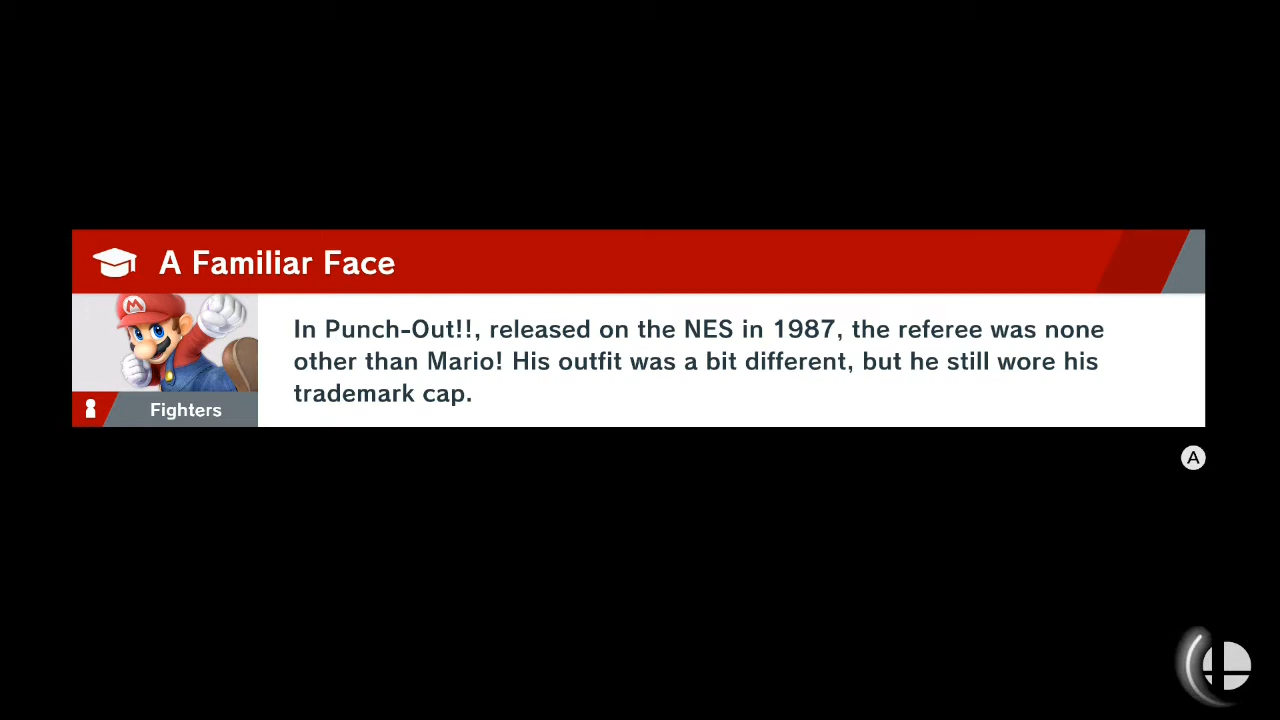 A Familiar Face
In Punch-Out!!, released on the NES in 1987, the referee was none
other than Mario! His outfit was a bit different, but he still wore his
trademark cap.
M
Fighters
A